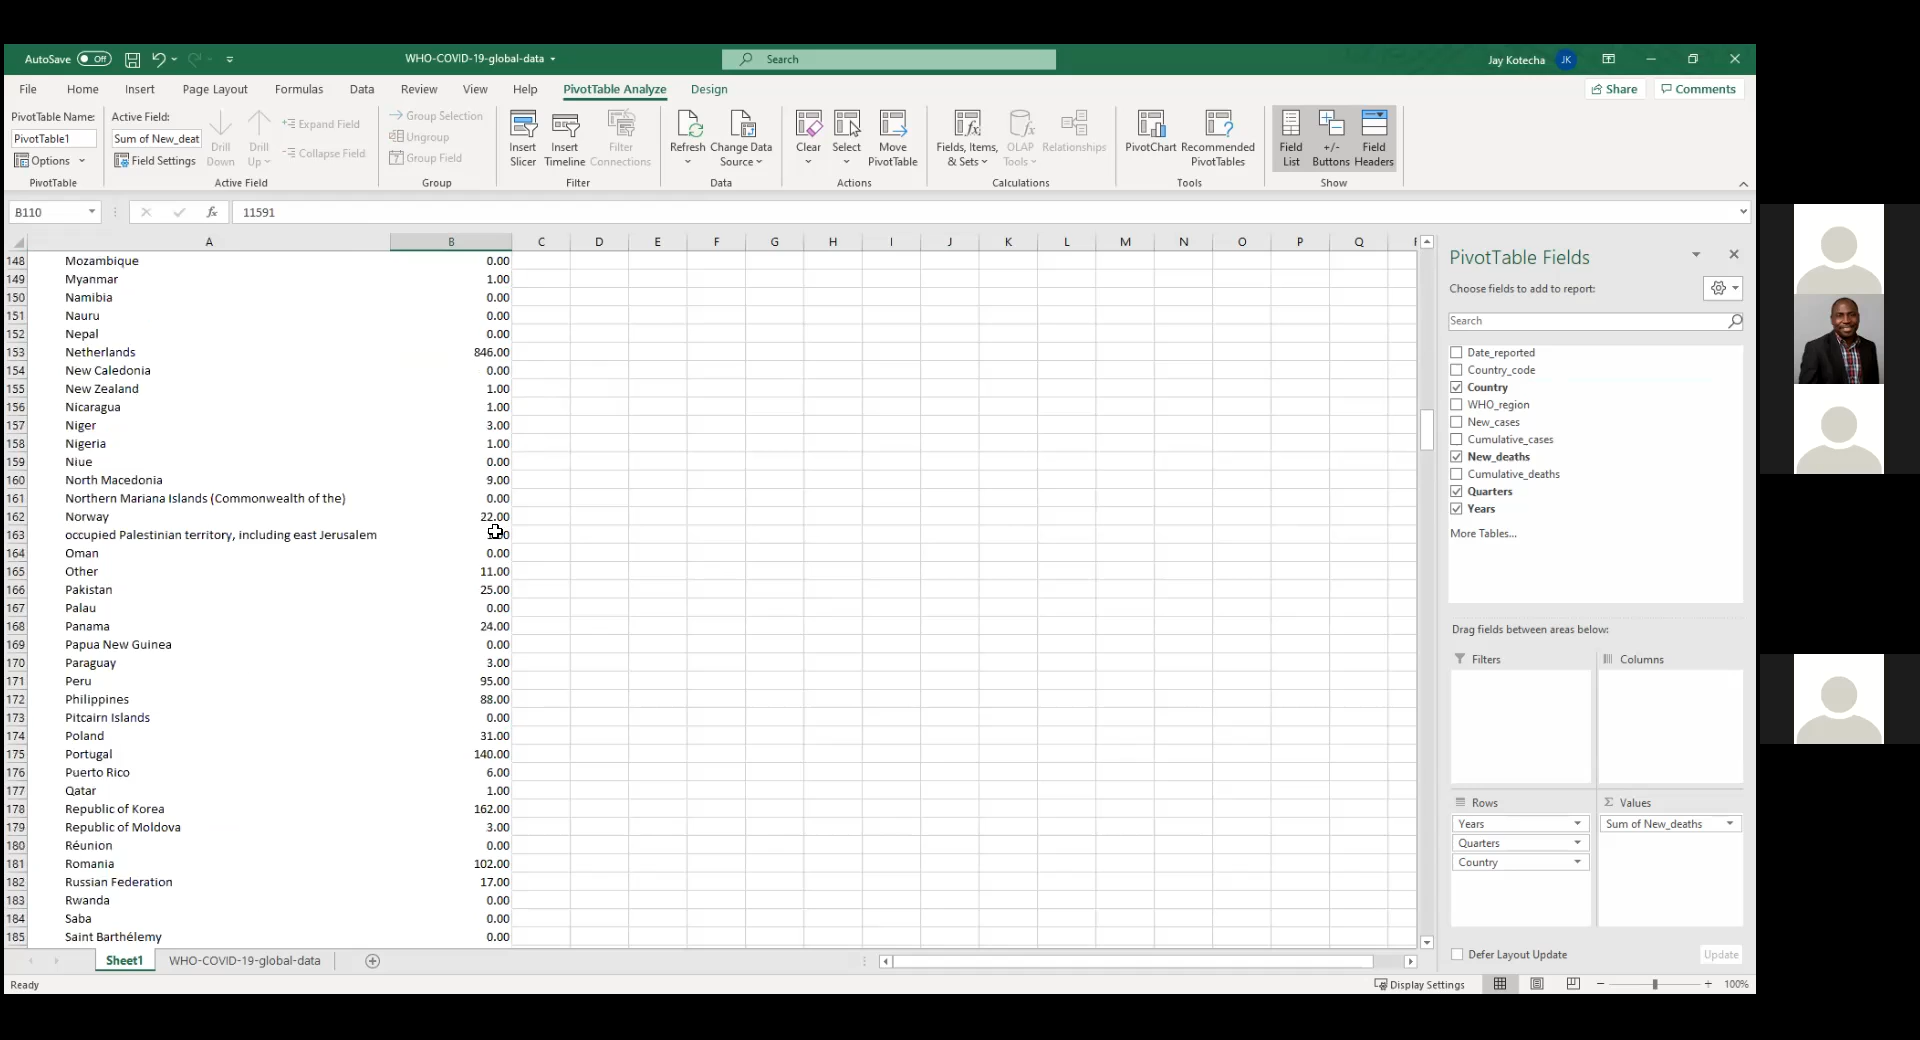 AutoSave Off WHO-COVID-19-global-data Search Jay Kotecha JK
File Home Insert Page Layout Formulas Data Review View Help PivotTable Analyze Design Share Comments
PivotTable Name: Active Field:
PivotTable1 Sum of New_deat
Options Field Settings
Drill Down Drill Up
Expand Field
Collapse Field
Group Selection
Ungroup
Group Field
Insert Slicer Insert Timeline Filter Connections
Refresh Change Data Source
Clear Select Move PivotTable
Fields, Items, & Sets OLAP Tools Relationships
PivotChart Recommended PivotTables
Field List +/- Buttons Field Headers
PivotTable Active Field Group Filter Data Actions Calculations Tools Show
B110 fx 11591
A B C D E F G H I J K L M N O P Q
148 Mozambique 0.00
149 Myanmar 1.00
150 Namibia 0.00
151 Nauru 0.00
152 Nepal 0.00
153 Netherlands 846.00
154 New Caledonia 0.00
155 New Zealand 1.00
156 Nicaragua 1.00
157 Niger 3.00
158 Nigeria 1.00
159 Niue 0.00
160 North Macedonia 9.00
161 Northern Mariana Islands (Commonwealth of the) 0.00
162 Norway 22.00
163 occupied Palestinian territory, including east Jerusalem
164 Oman 0.00
165 Other 11.00
166 Pakistan 25.00
167 Palau 0.00
168 Panama 24.00
169 Papua New Guinea 0.00
170 Paraguay 3.00
171 Peru 95.00
172 Philippines 88.00
173 Pitcairn Islands 0.00
174 Poland 31.00
175 Portugal 140.00
176 Puerto Rico 6.00
177 Qatar 1.00
178 Republic of Korea 162.00
179 Republic of Moldova 3.00
180 Réunion 0.00
181 Romania 102.00
182 Russian Federation 17.00
183 Rwanda 0.00
184 Saba 0.00
185 Saint Barthélemy 0.00
PivotTable Fields
Choose fields to add to report:
Search
Date_reported
Country_code
Country
WHO_region
New_cases
Cumulative_cases
New_deaths
Cumulative_deaths
Quarters
Years
More Tables...
Drag fields between areas below:
Filters Columns
Rows Σ Values
Years Sum of New_deaths
Quarters
Country
Defer Layout Update Update
Sheet1 WHO-COVID-19-global-data
Ready Display Settings 100%